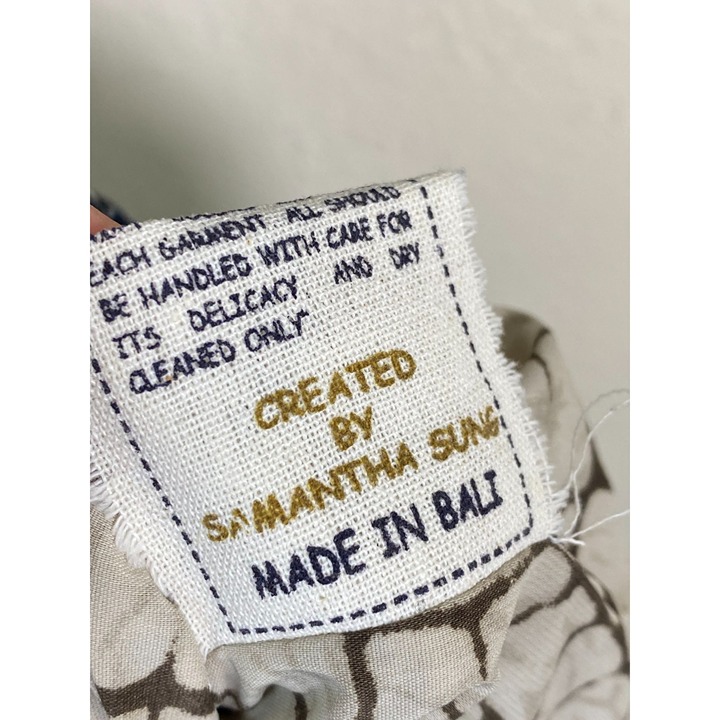 EACH GARMENT. ALL SHOULD
BE HANDLED WITH CARE FOR
ITS DELICACY AND DRY
CLEANED ONLY"
CREATED
BY
SAMANTHA SUNG
MADE IN BALI